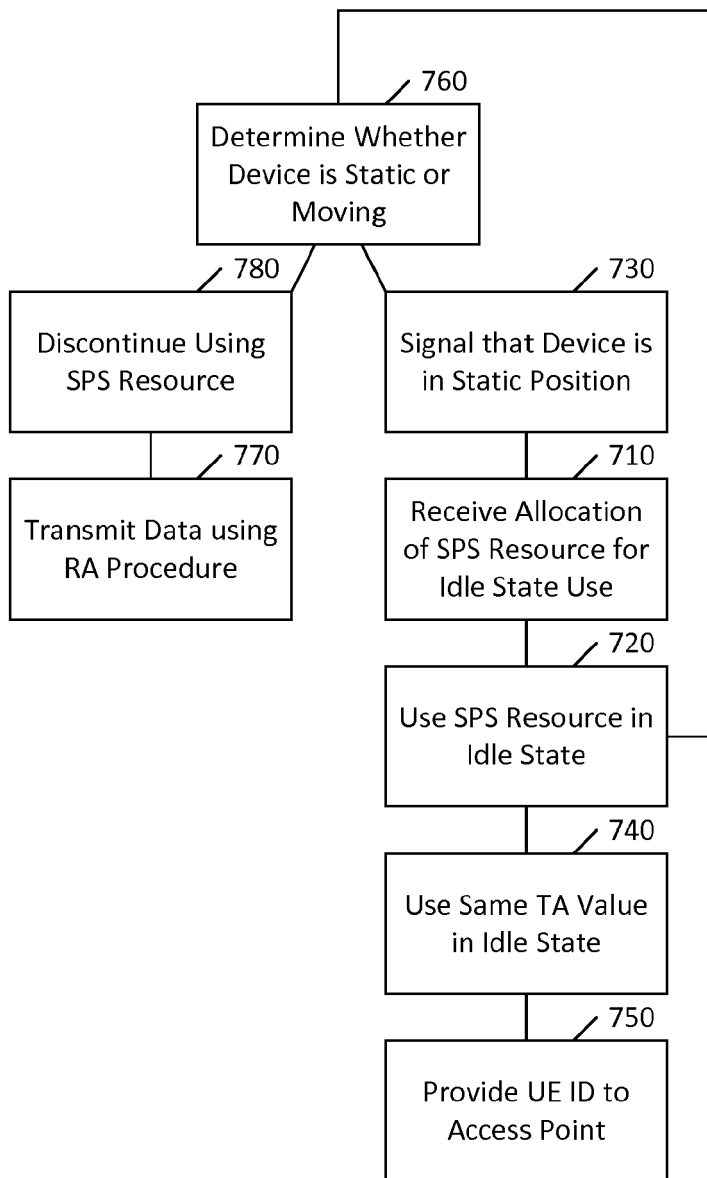 760
Determine Whether
Device is Static or
Moving
780
Discontinue Using
SPS Resource
770
Transmit Data using
RA Procedure
730
Signal that Device is
in Static Position
710
Receive Allocation
of SPS Resource for
Idle State Use
720
Use SPS Resource in
Idle State
740
Use Same TA Value
in Idle State
750
Provide UE ID to
Access Point